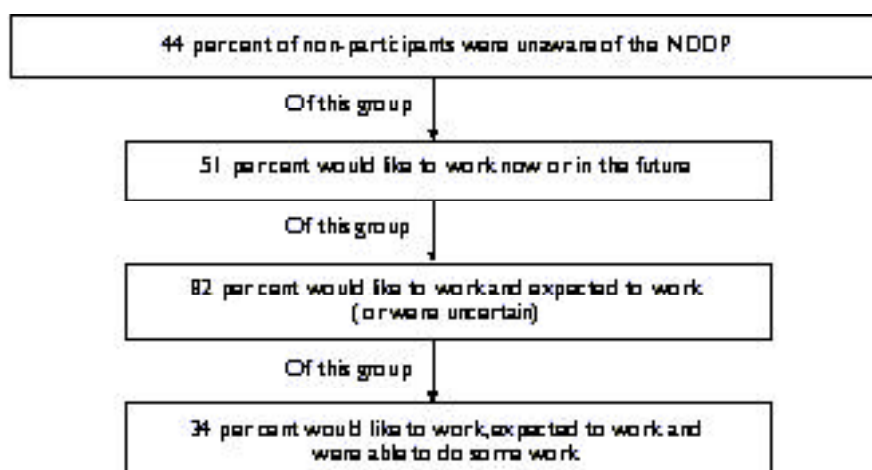 44 percent of non-participants were unaware of the NDDP
Of this group
51 percent would like to work now or in the future
Of this group
82 percent would like to work and expected to work
(or were uncertain)
Of this group
34 percent would like to work, expected to work and
were able to do some work